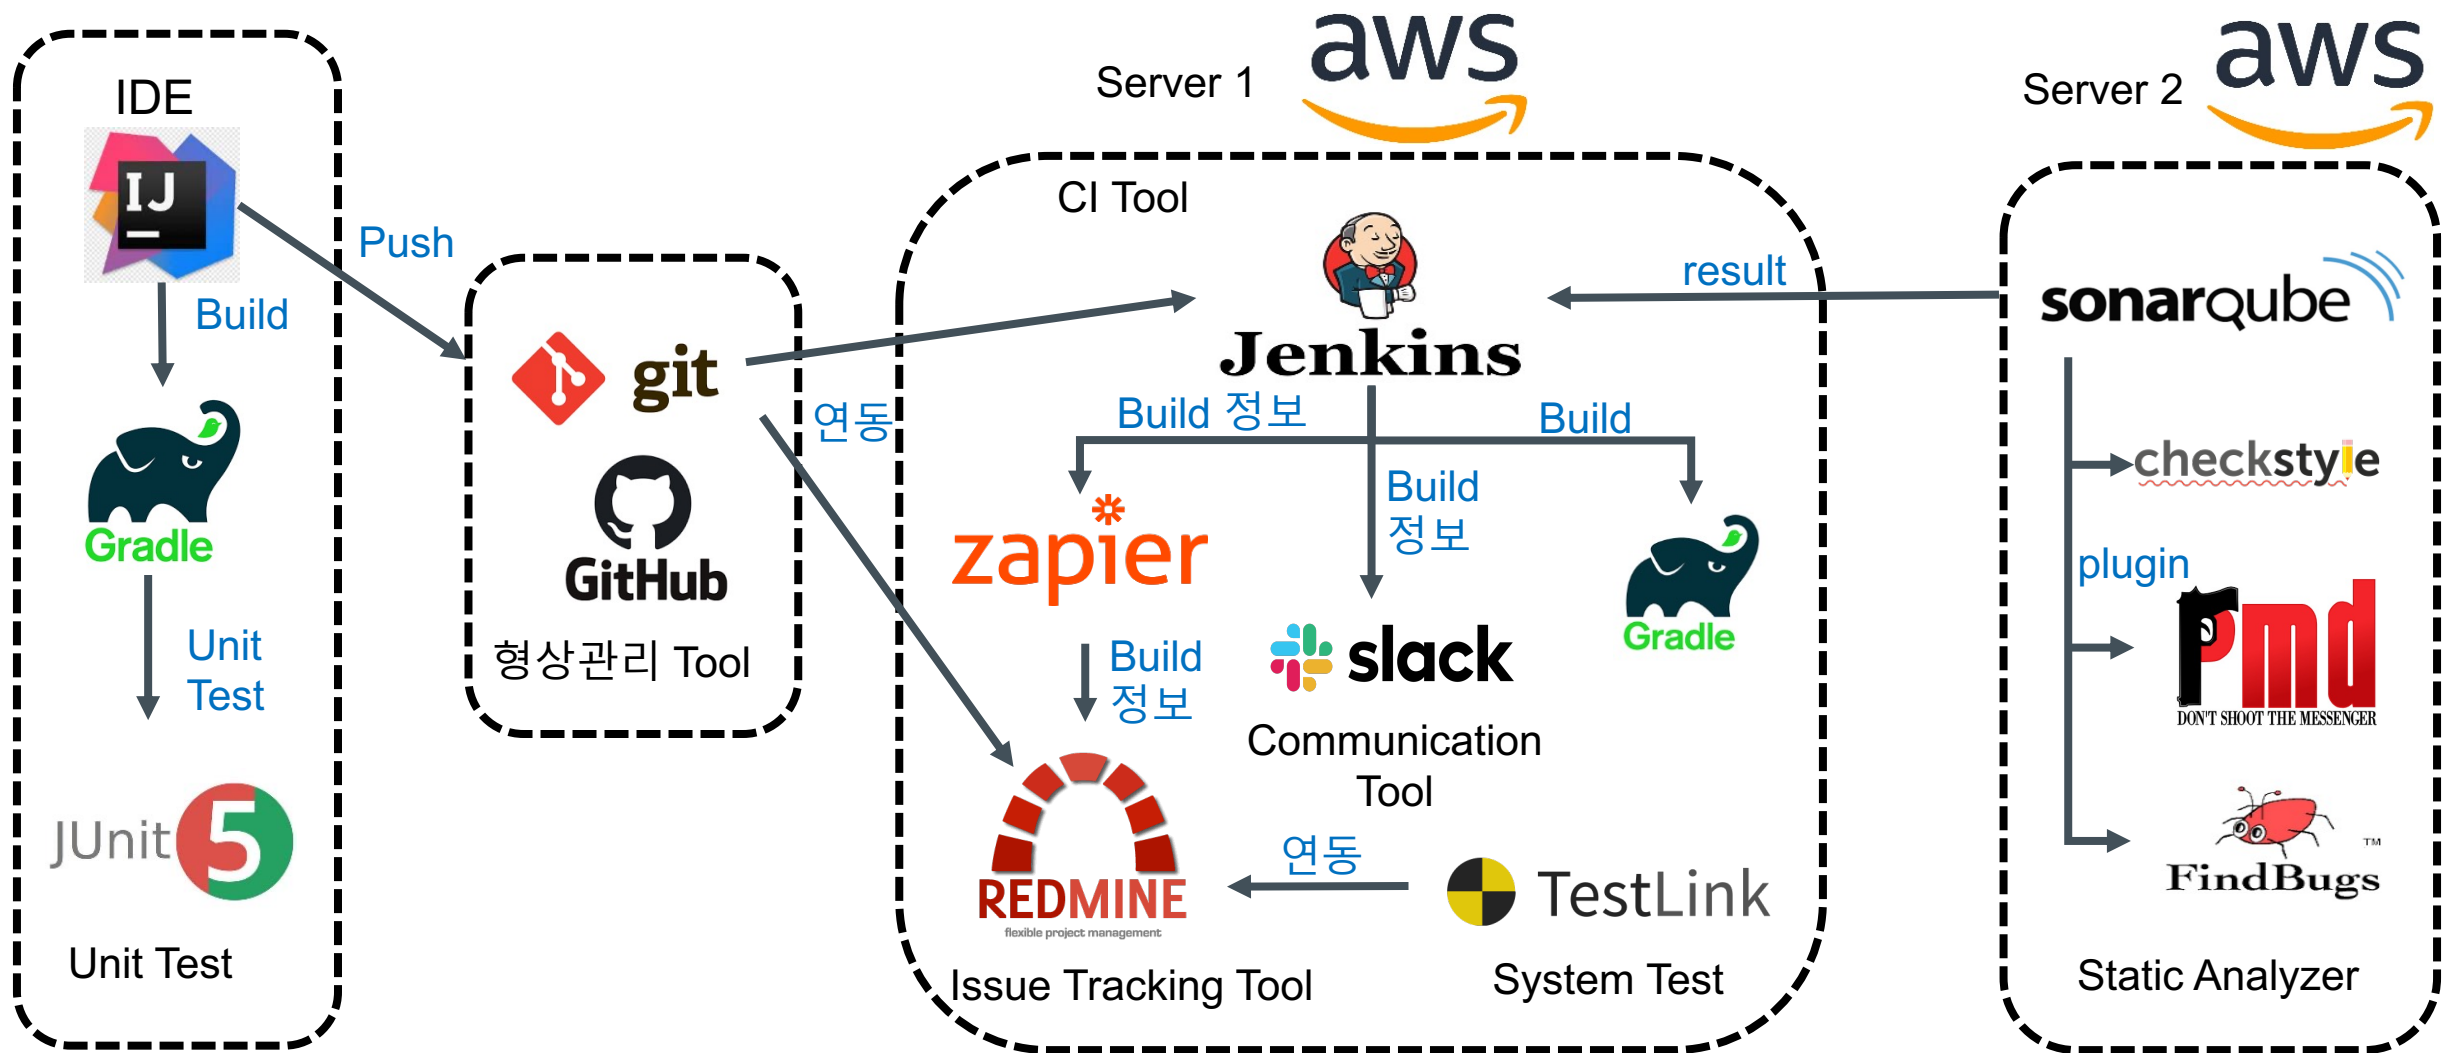 IDE
IJ
Build
Gradle
Unit
Test
JUnit 5
Unit Test
Push
git
GitHub
형상관리 Tool
연동
Server 1
aws
CI Tool
Jenkins
result
Build 정보
Build
Build
정보
zapier
Gradle
Build
정보
slack
Communication
Tool
REDMINE
flexible project management
연동
TestLink
Issue Tracking Tool
System Test
Server 2
aws
sonarqube
checkstyle
plugin
pmd
DON'T SHOOT THE MESSENGER
FindBugs
TM
Static Analyzer